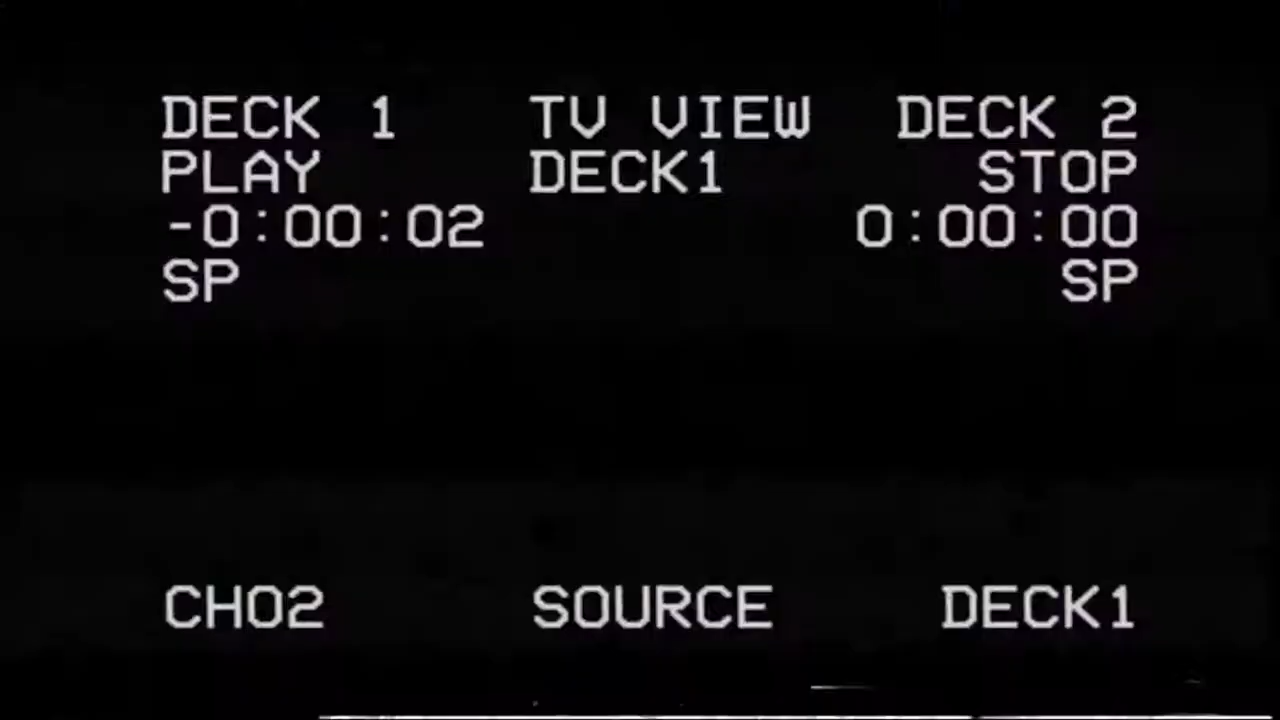 DECK 1 TV VIEW DECK 2
PLAY DECK1 STOP
-0:00:02 0:00:00
SP SP
CH02 SOURCE DECK1